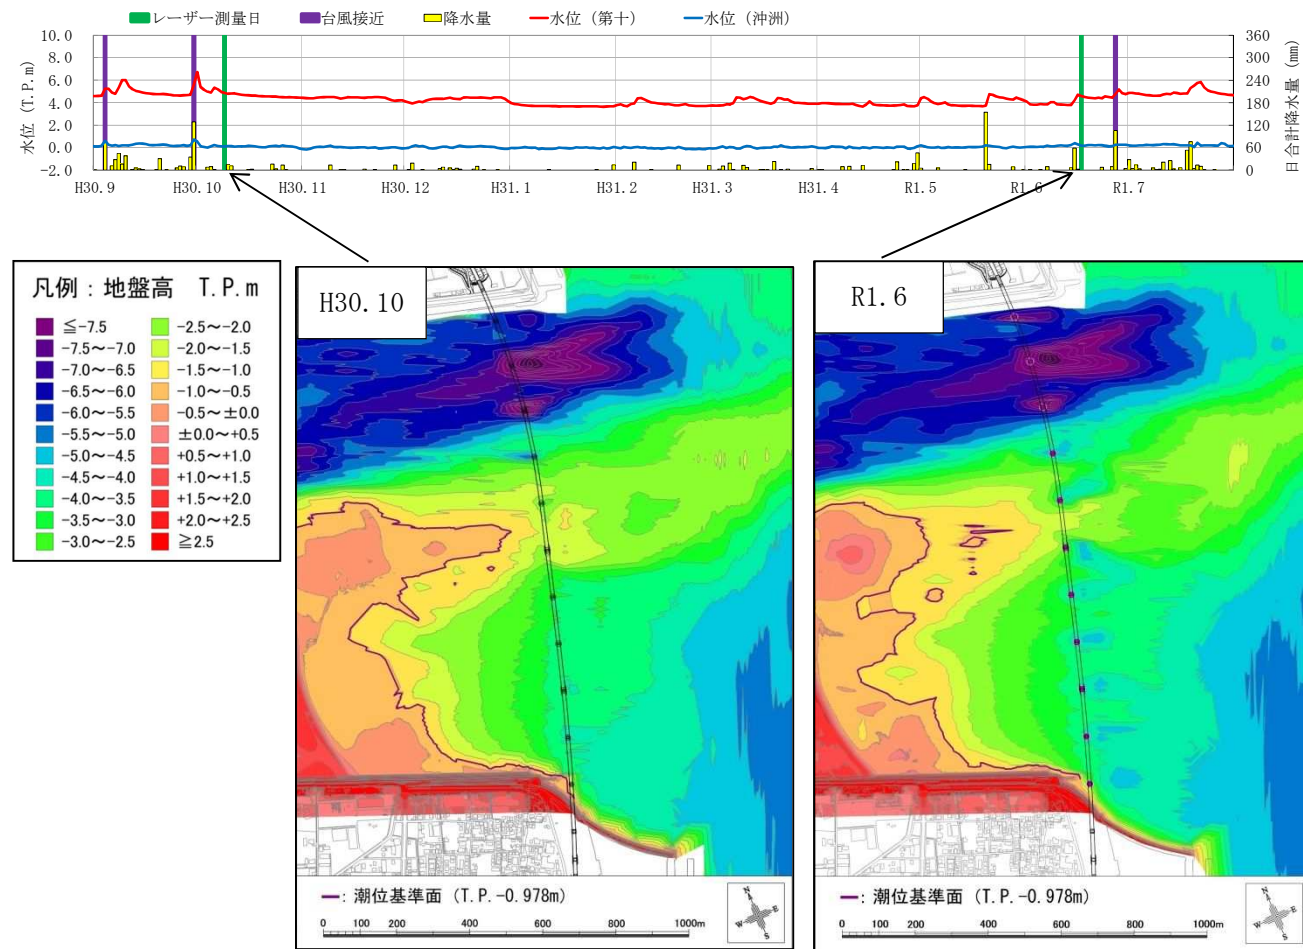 レーザー測量日 台風接近 降水量 水位（第十） 水位（沖洲）
水位 (T.P.m)
10.0
8.0
6.0
4.0
2.0
0.0
-2.0
360
300
240
180
120
60
0
日合計降水量 (mm)
H30.9 H30.10 H30.11 H30.12 H31.1 H31.2 H31.3 H31.4 R1.5 R1.6 R1.7
凡例：地盤高 T.P.m
≦-7.5
-7.5～-7.0
-7.0～-6.5
-6.5～-6.0
-6.0～-5.5
-5.5～-5.0
-5.0～-4.5
-4.5～-4.0
-4.0～-3.5
-3.5～-3.0
-3.0～-2.5
-2.5～-2.0
-2.0～-1.5
-1.5～-1.0
-1.0～-0.5
-0.5～±0.0
±0.0～+0.5
+0.5～+1.0
+1.0～+1.5
+1.5～+2.0
+2.0～+2.5
≧2.5
H30.10
―：潮位基準面（T.P.-0.978m）
0 100 200 400 600 800 1000m
N
E
S
W
R1.6
―：潮位基準面（T.P.-0.978m）
0 100 200 400 600 800 1000m
N
E
S
W